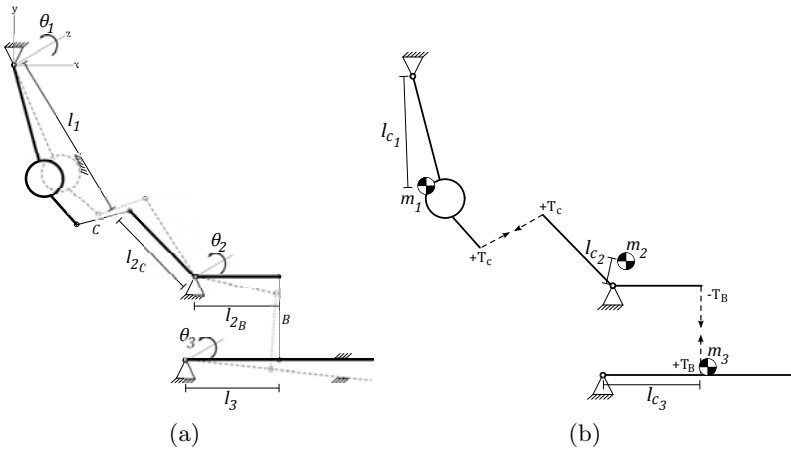 y
θ1
z
x
l1
C
l2C
θ2
l2B
B
θ3
l3
(a)
lc1
m1
+Tc
+Tc
lc2
m2
-TB
+TB
m3
lc3
(b)